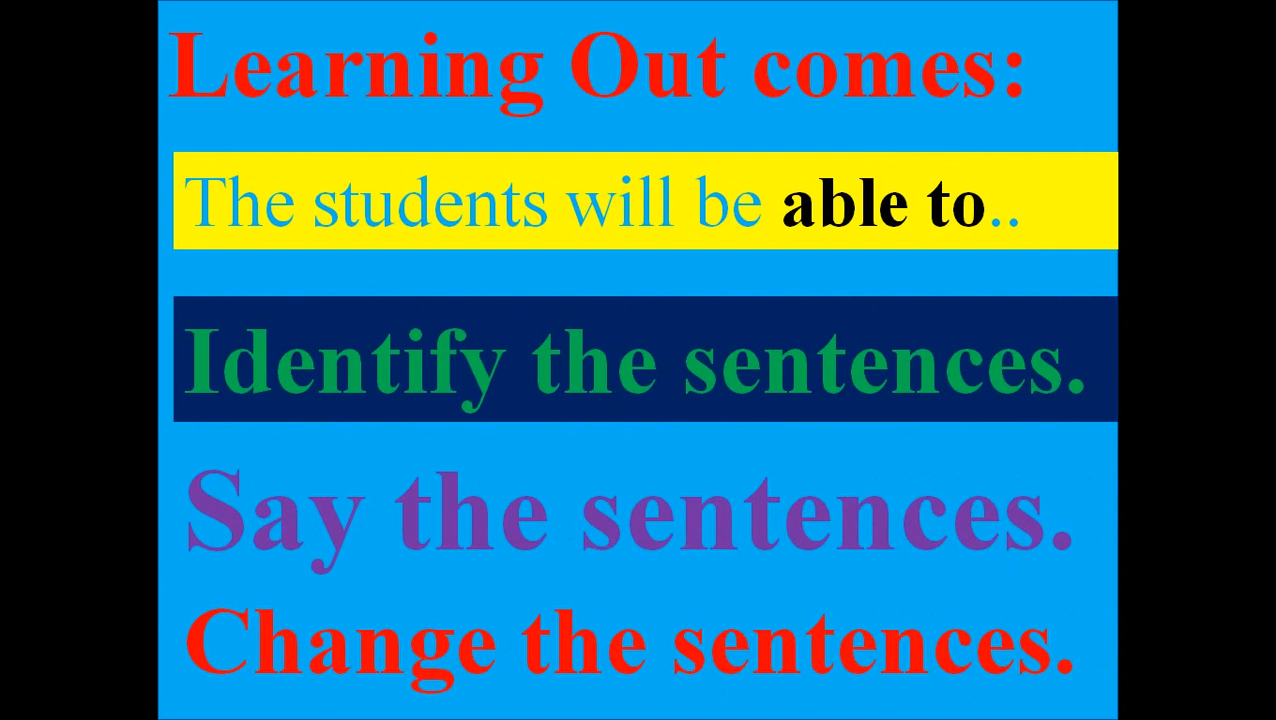 Learning Out comes:
The students will be able to..
Identify the sentences.
Say the sentences.
Change the sentences.